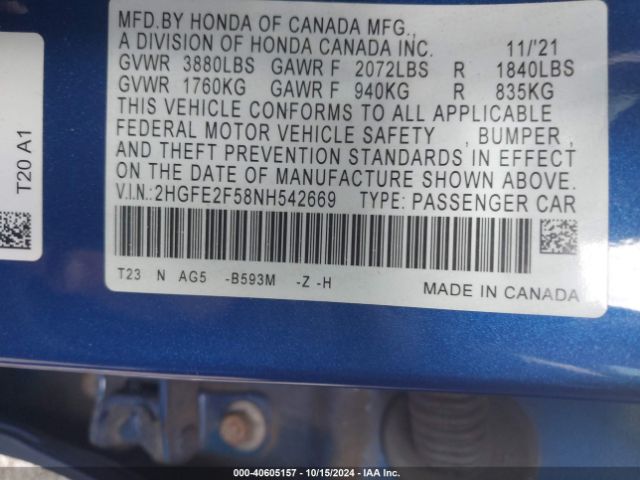 MFD.BY HONDA OF CANADA MFG.,
A DIVISION OF HONDA CANADA INC. 11/'21
GVWR 3880LBS GAWR F 2072LBS R 1840LBS
GVWR 1760KG GAWR F 940KG R 835KG
THIS VEHICLE CONFORMS TO ALL APPLICABLE
FEDERAL MOTOR VEHICLE SAFETY , BUMPER ,
AND THEFT PREVENTION STANDARDS IN EFFECT
ON THE DATE OF MANUFACTURE SHOWN ABOVE.
V.I.N.:2HGFE2F58NH542669 TYPE: PASSENGER CAR
T23 N AG5 -B593M -Z -H
MADE IN CANADA
T20 A1
000-40605157 - 10/15/2024 - IAA Inc.